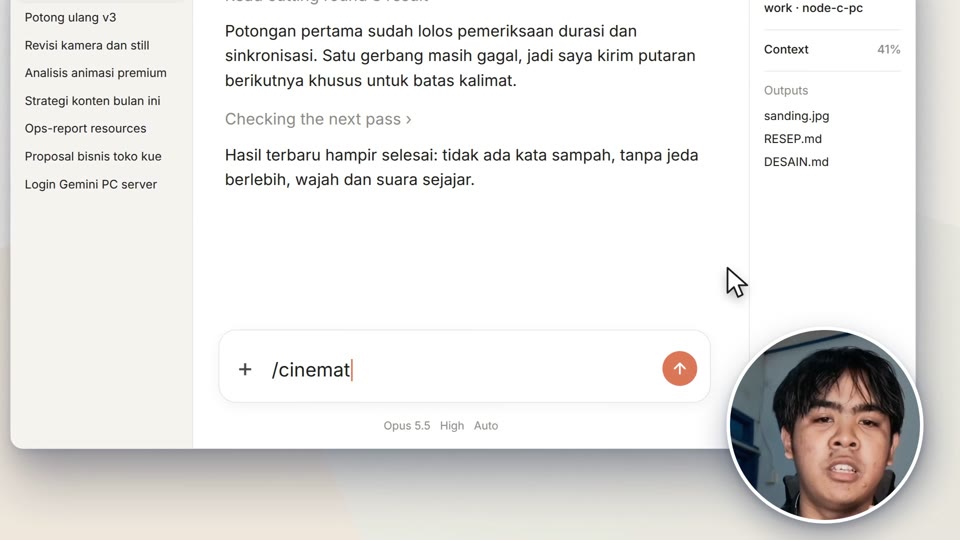 Potong ulang v3
Revisi kamera dan still
Analisis animasi premium
Strategi konten bulan ini
Ops-report resources
Proposal bisnis toko kue
Login Gemini PC server
Potongan pertama sudah lolos pemeriksaan durasi dan
sinkronisasi. Satu gerbang masih gagal, jadi saya kirim putaran
berikutnya khusus untuk batas kalimat.
Checking the next pass ›
Hasil terbaru hampir selesai: tidak ada kata sampah, tanpa jeda
berlebih, wajah dan suara sejajar.
+ /cinemat
Opus 5.5 High Auto
work · node-c-pc
Context 41%
Outputs
sanding.jpg
RESEP.md
DESAIN.md